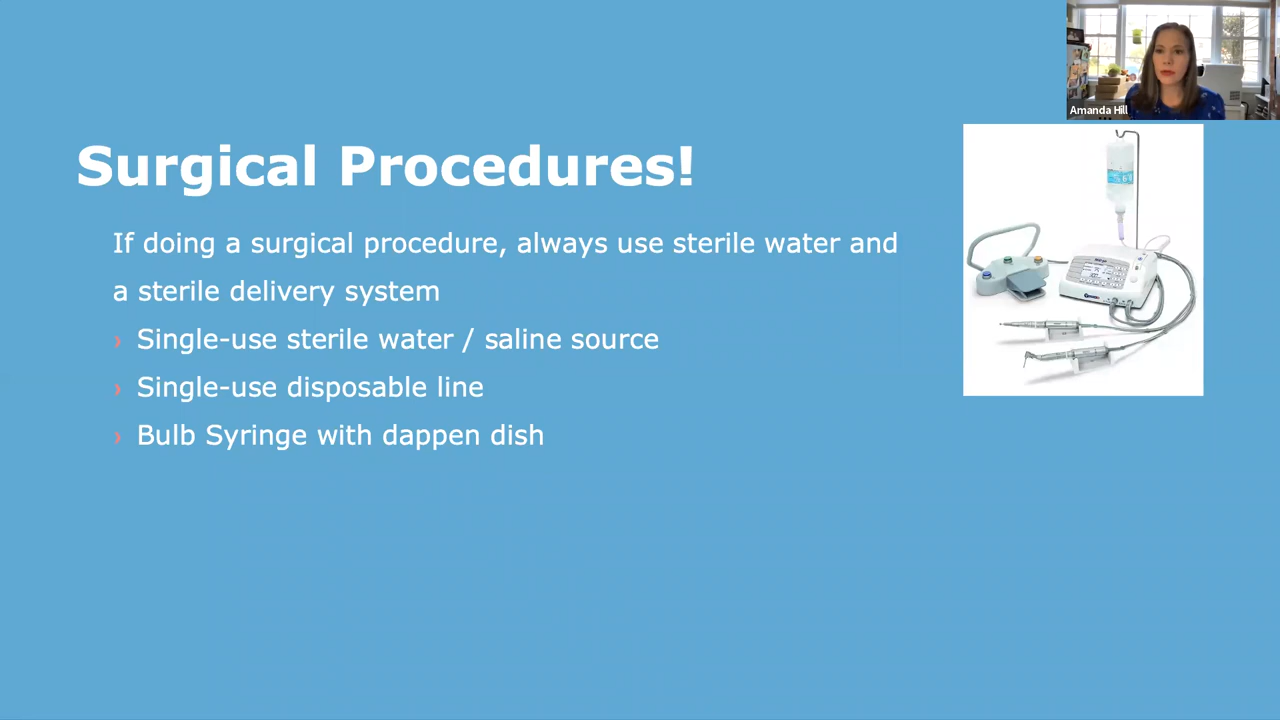 Amanda Hill
Surgical Procedures!
If doing a surgical procedure, always use sterile water and
a sterile delivery system
› Single-use sterile water / saline source
› Single-use disposable line
› Bulb Syringe with dappen dish